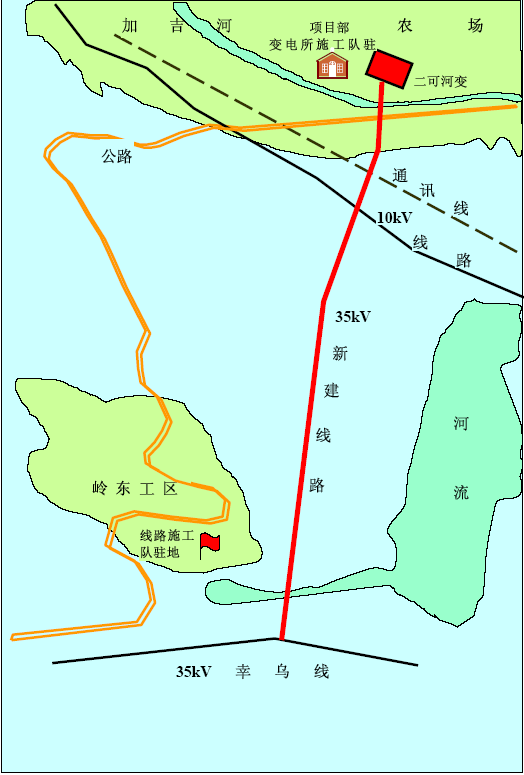 加吉河 农场
项目部
变电所施工队驻
二可河变
公路
通讯线
10kV
线路
35kV
新建线路
河流
岭东工区
线路施工
队驻地
35kV 幸乌线